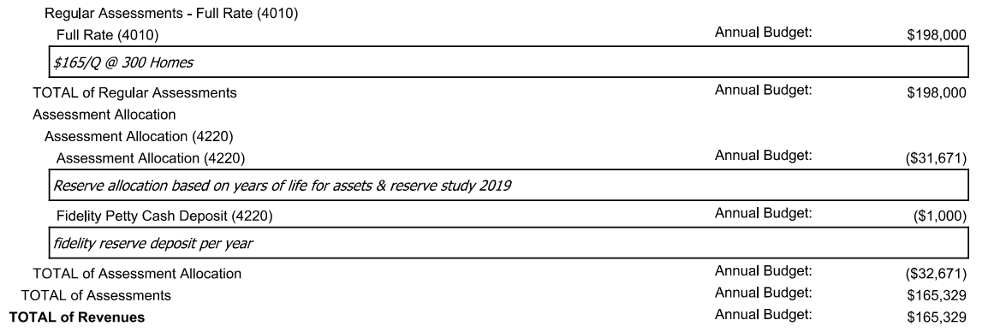 Regular Assessments - Full Rate (4010)
Full Rate (4010) Annual Budget: $198,000
$165/Q @ 300 Homes
TOTAL of Regular Assessments Annual Budget: $198,000
Assessment Allocation
Assessment Allocation (4220)
Assessment Allocation (4220) Annual Budget: ($31,671)
Reserve allocation based on years of life for assets & reserve study 2019
Fidelity Petty Cash Deposit (4220) Annual Budget: ($1,000)
fidelity reserve deposit per year
TOTAL of Assessment Allocation Annual Budget: ($32,671)
TOTAL of Assessments Annual Budget: $165,329
TOTAL of Revenues Annual Budget: $165,329